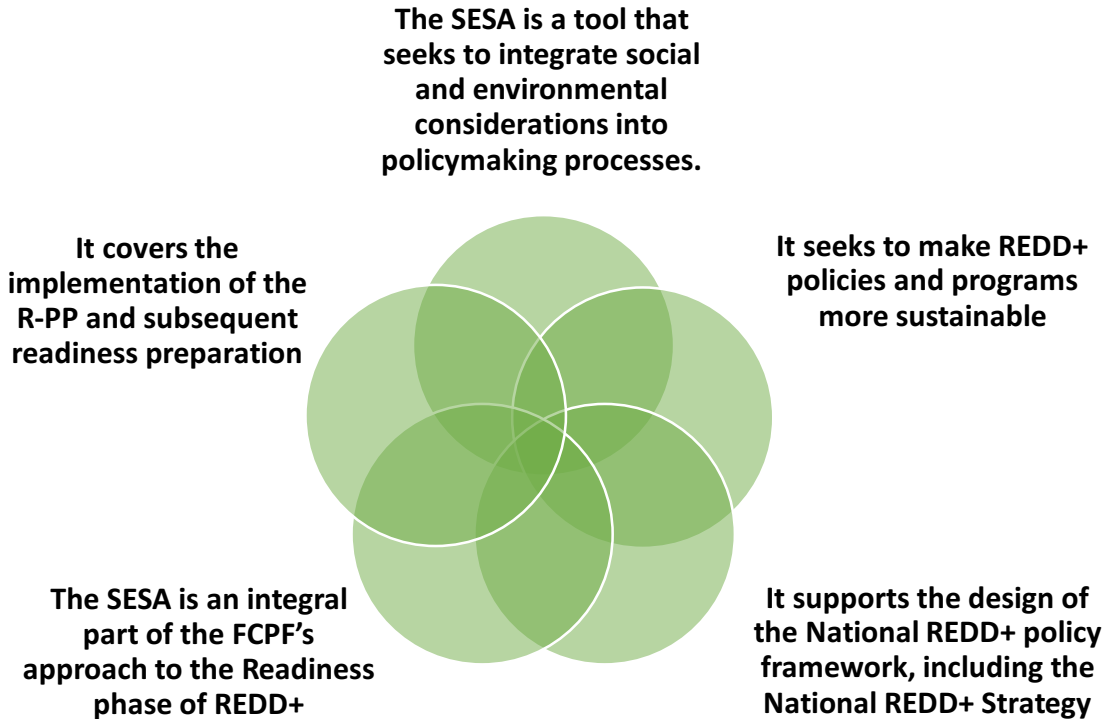 The SESA is a tool that
seeks to integrate social
and environmental
considerations into
policymaking processes.
It covers the
implementation of the
R-PP and subsequent
readiness preparation
It seeks to make REDD+
policies and programs
more sustainable
The SESA is an integral
part of the FCPF’s
approach to the Readiness
phase of REDD+
It supports the design of
the National REDD+ policy
framework, including the
National REDD+ Strategy